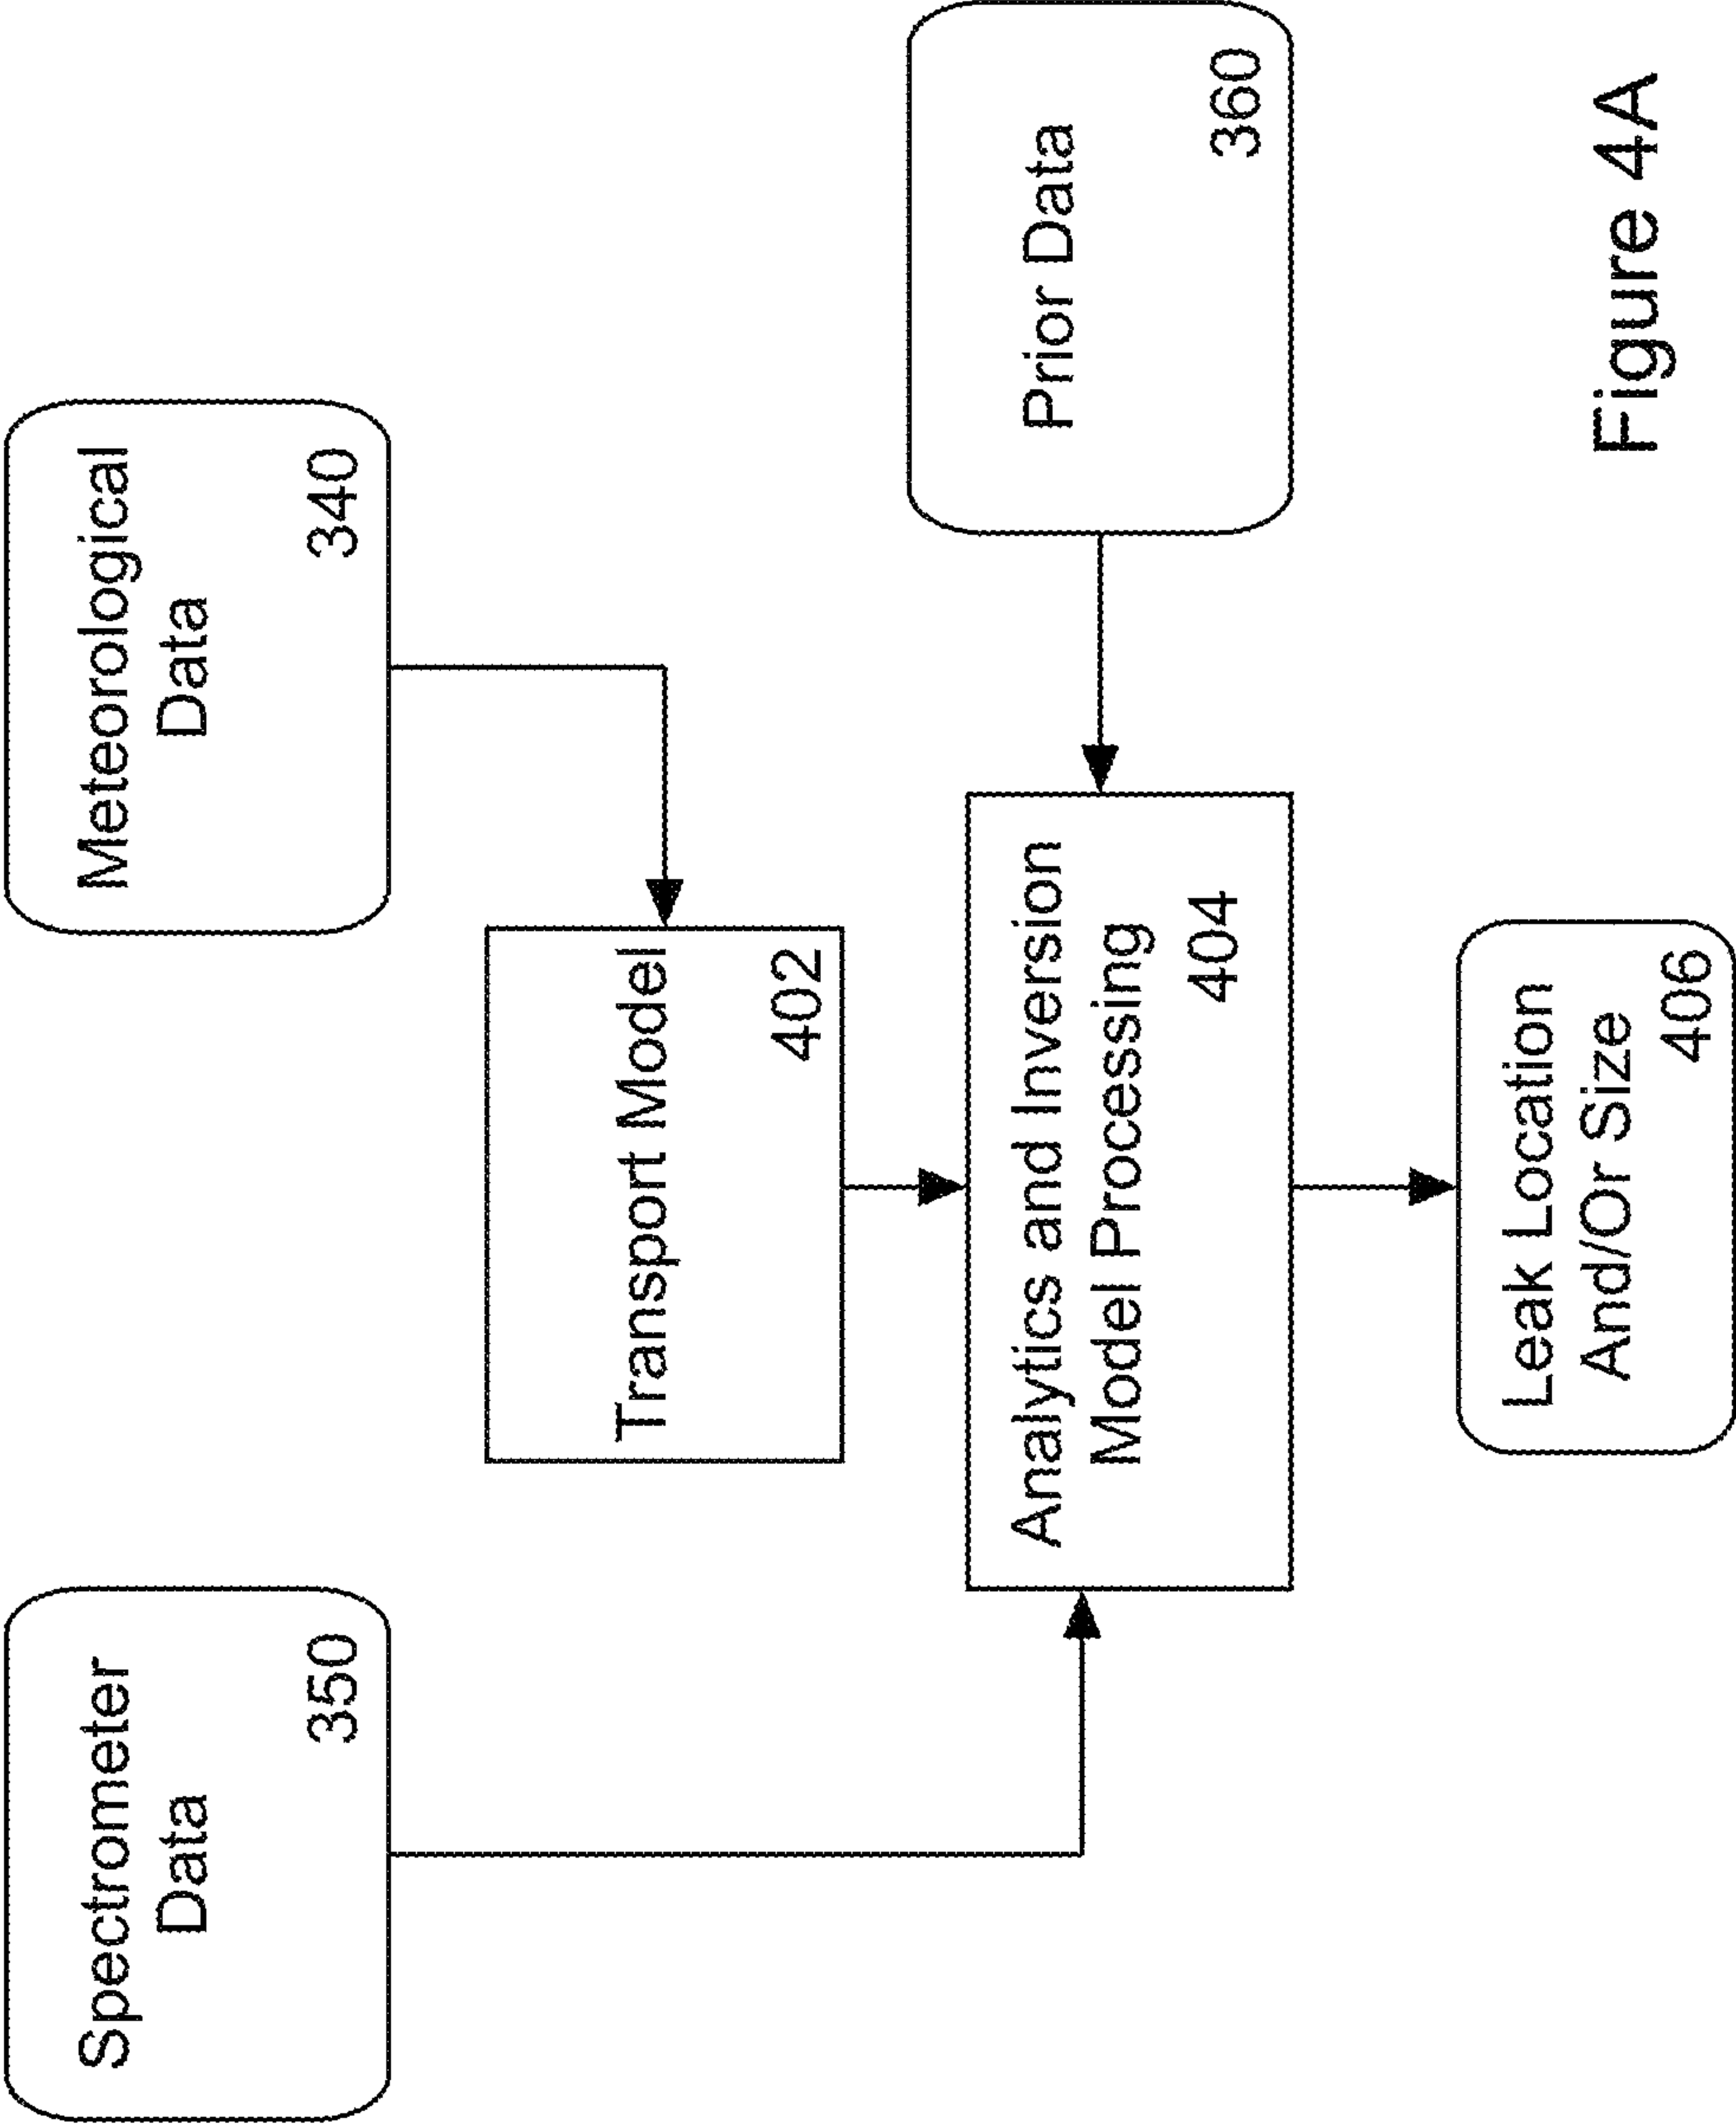 Spectrometer
Data
350
Meteorological
Data
340
Transport Model
402
Analytics and Inversion
Model Processing
404
Prior Data
360
Leak Location
And/Or Size
406
Figure 4A